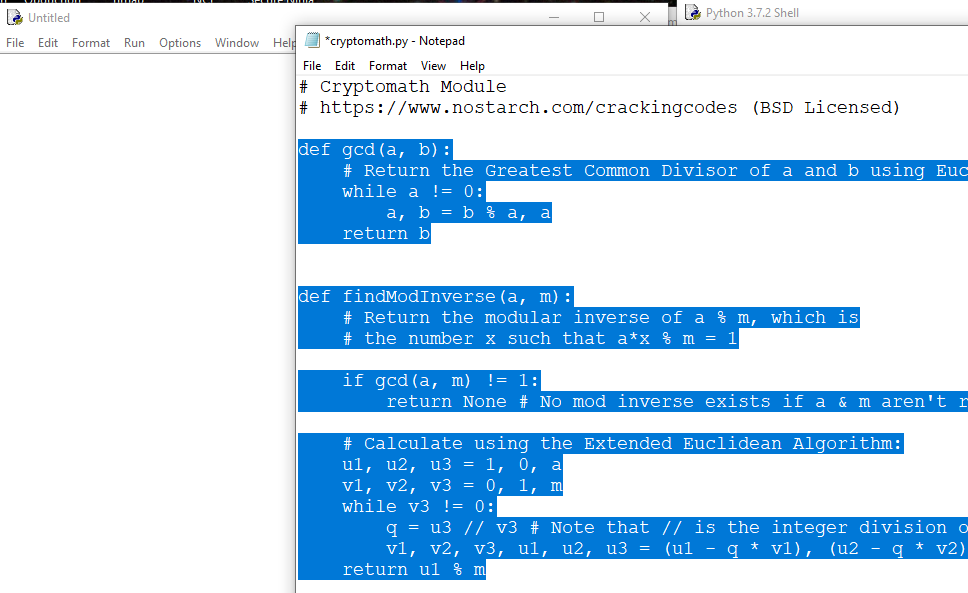 Untitled
Python 3.7.2 Shell
File Edit Format Run Options Window Help
*cryptomath.py - Notepad
File Edit Format View Help
# Cryptomath Module
# https://www.nostarch.com/crackingcodes (BSD Licensed)
def gcd(a, b):
# Return the Greatest Common Divisor of a and b using Euc
while a != 0:
a, b = b % a, a
return b
def findModInverse(a, m):
# Return the modular inverse of a % m, which is
# the number x such that a*x % m = 1
if gcd(a, m) != 1:
return None # No mod inverse exists if a & m aren't r
# Calculate using the Extended Euclidean Algorithm:
u1, u2, u3 = 1, 0, a
v1, v2, v3 = 0, 1, m
while v3 != 0:
q = u3 // v3 # Note that // is the integer division o
v1, v2, v3, u1, u2, u3 = (u1 - q * v1), (u2 - q * v2)
return u1 % m